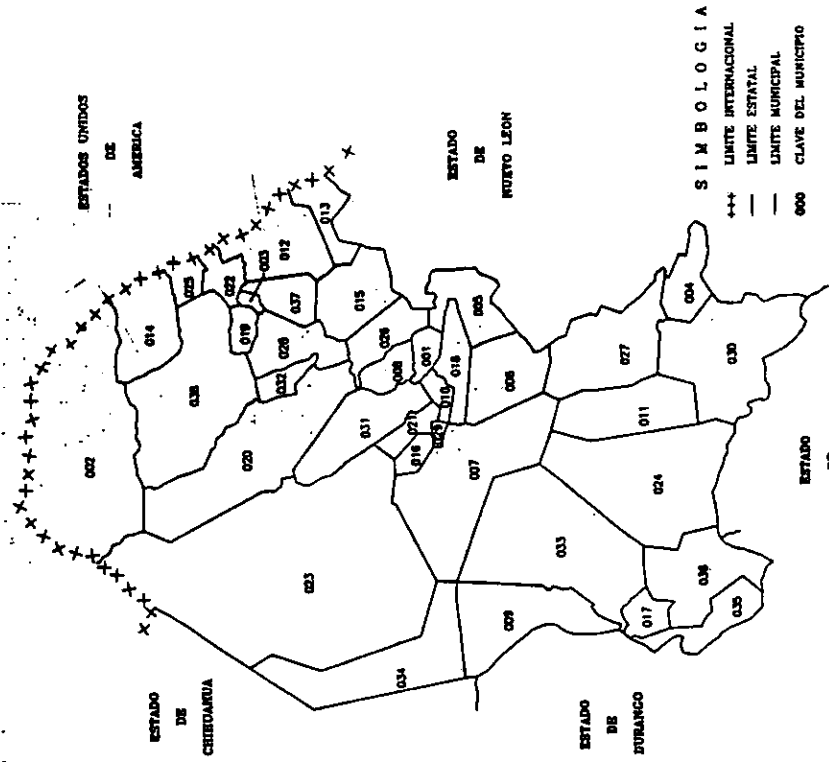 ESTADOS UNIDOS
DE
AMERICA
002
014
025
013
012
022
003
019
038
037
026
032
020
015
ESTADO
DE
NUEVO LEON
008
001
005
031
018
021
010
016
029
006
023
007
004
027
030
011
024
033
ESTADO
DE
CHIHUAHUA
034
009
017
036
035
ESTADO
DE
DURANGO
ESTADO
SIMBOLOGIA
+++ LIMITE INTERNACIONAL
— LIMITE ESTATAL
— LIMITE MUNICIPAL
000 CLAVE DEL MUNICIPIO